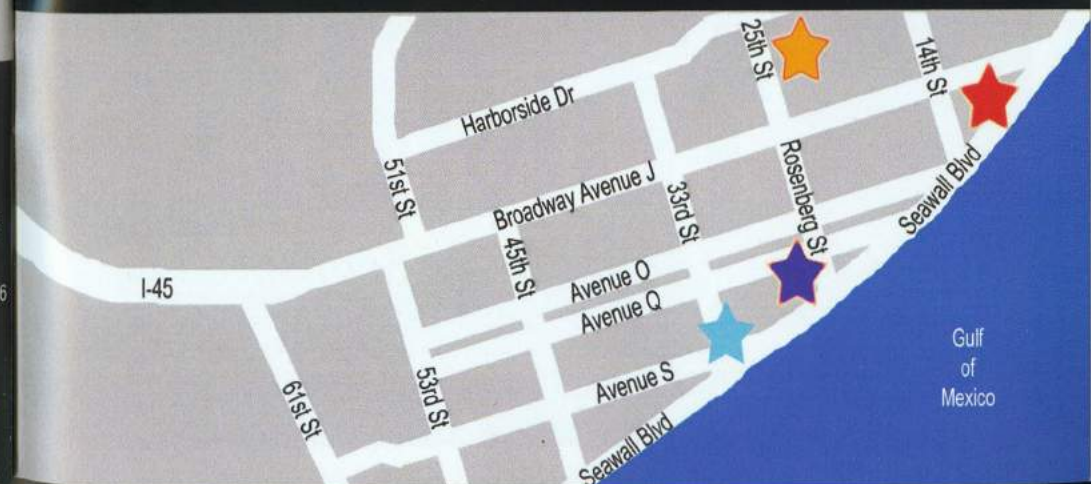 25th St
14th St
Harborside Dr
51st St
Broadway Avenue J
33rd St
Rosenberg St
Seawall Blvd
45th St
I-45
Avenue O
Avenue Q
61st St
53rd St
Avenue S
Seawall Blvd
Gulf
of
Mexico
6